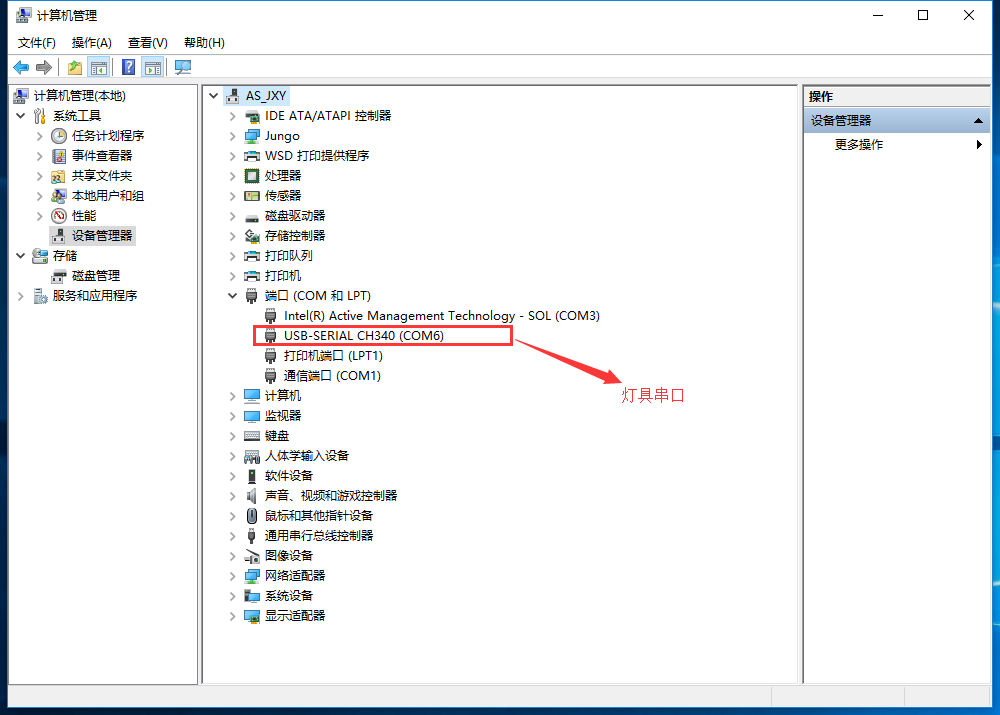 计算机管理
文件(F) 操作(A) 查看(V) 帮助(H)
计算机管理(本地)
系统工具
任务计划程序
事件查看器
共享文件夹
本地用户和组
性能
设备管理器
存储
磁盘管理
服务和应用程序
AS_JXY
IDE ATA/ATAPI 控制器
Jungo
WSD 打印提供程序
处理器
传感器
磁盘驱动器
存储控制器
打印队列
打印机
端口 (COM 和 LPT)
Intel(R) Active Management Technology - SOL (COM3)
USB-SERIAL CH340 (COM6)
打印机端口 (LPT1)
通信端口 (COM1)
灯具串口
计算机
监视器
键盘
人体学输入设备
软件设备
声音、视频和游戏控制器
鼠标和其他指针设备
通用串行总线控制器
图像设备
网络适配器
系统设备
显示适配器
操作
设备管理器
更多操作